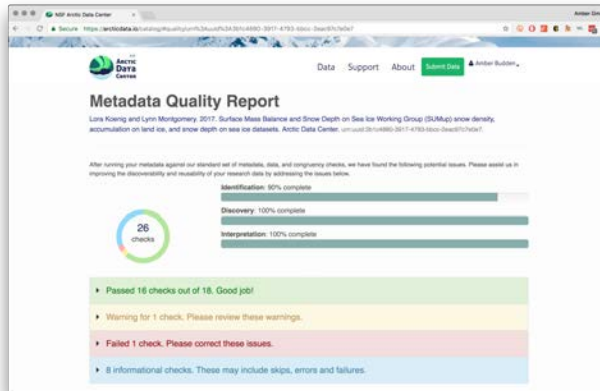 NSF Arctic Data Center
Amber Budden
Secure https://arcticdata.io/catalog/#quality/
ARCTIC
DATA
CENTER
Data Support About Submit Data Amber Budden
Metadata Quality Report
Lora Koenig and Lynn Montgomery. 2017. Surface Mass Balance and Snow Depth on Sea Ice Working Group (SUMup) snow density,
accumulation on land ice, and snow depth on sea ice datasets. Arctic Data Center.
After running your metadata against our standard set of metadata, data, and congruency checks, we have found the following potential issues. Please assist us in
improving the discoverability and reusability of your research data by addressing the issues below.
Identification: 90% complete
Discovery: 100% complete
Interpretation: 100% complete
26
checks
Passed 16 checks out of 18. Good job!
Warning for 1 check. Please review these warnings.
Failed 1 check. Please correct these issues.
8 informational checks. These may include skips, errors and failures.